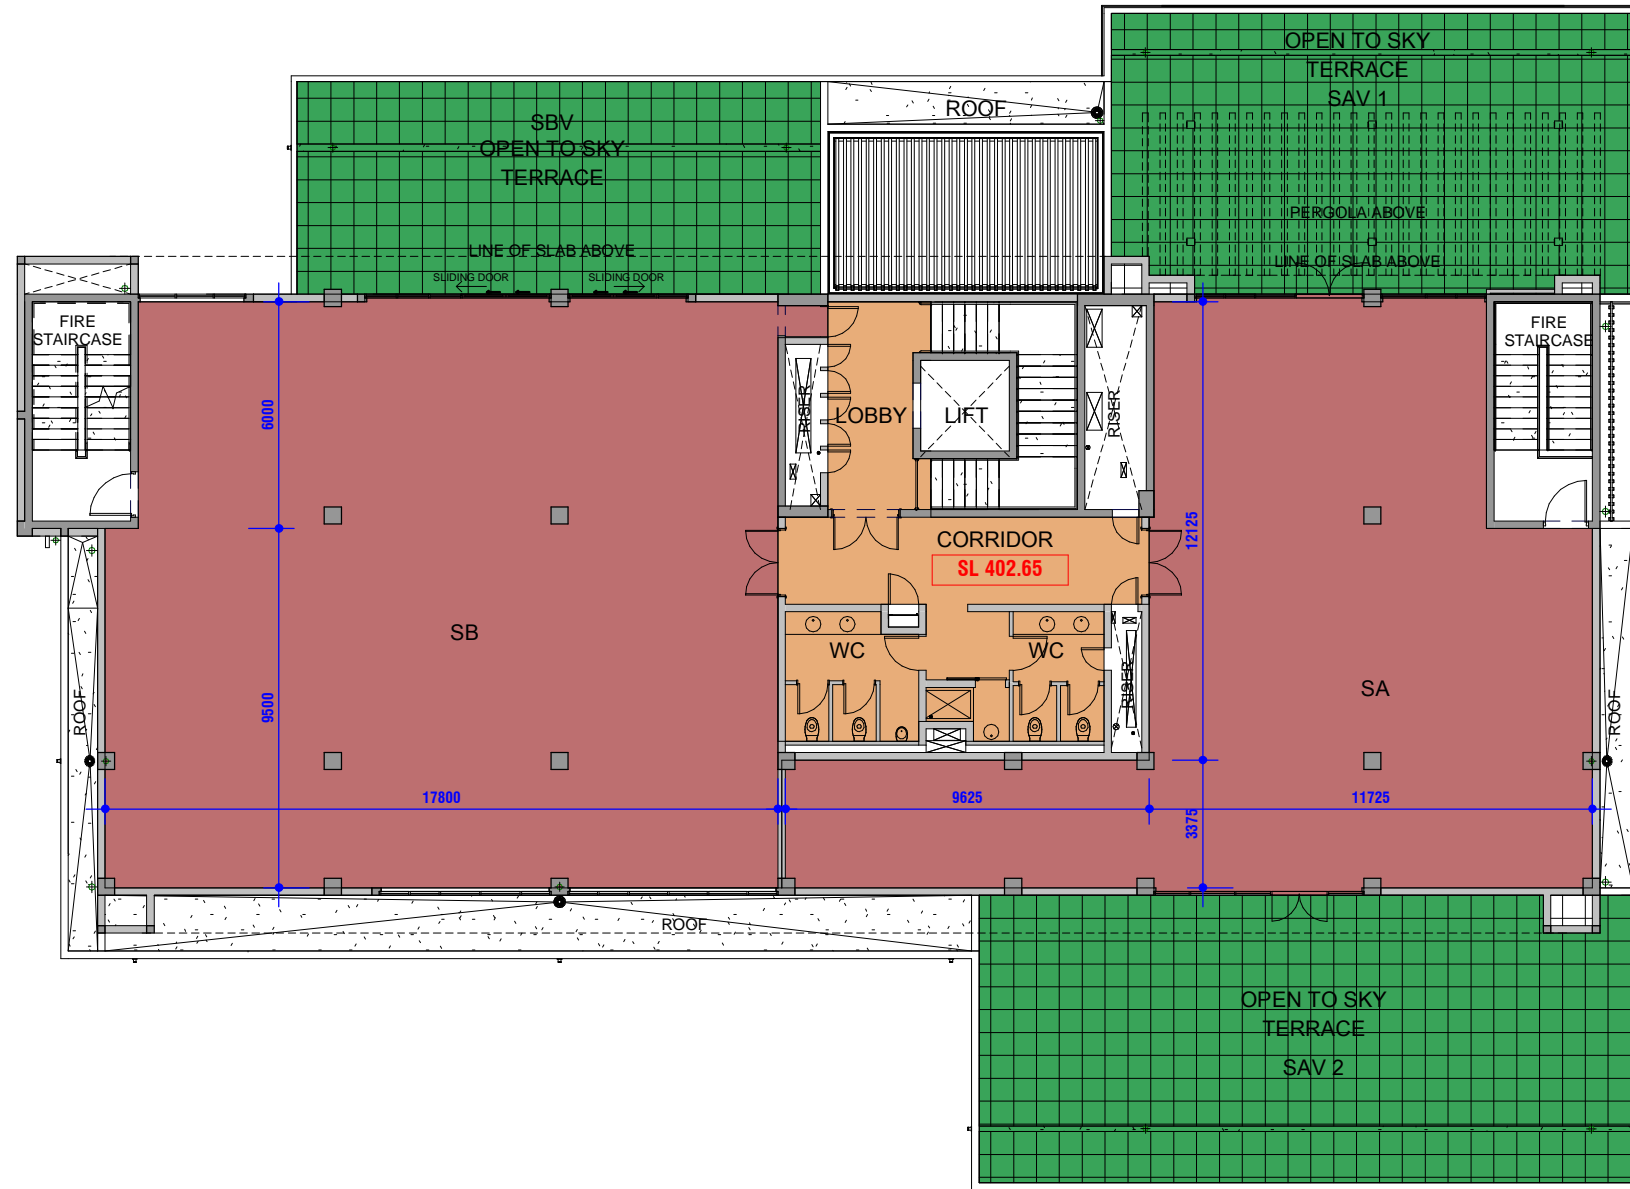 OPEN TO SKY
TERRACE
SAV 1
ROOF
SBV
OPEN TO SKY
TERRACE
PERGOLA ABOVE
LINE OF SLAB ABOVE
LINE OF SLAB ABOVE
SLIDING DOOR
SLIDING DOOR
FIRE
STAIRCASE
FIRE
STAIRCASE
6000
RISER
LOBBY
LIFT
RISER
12125
CORRIDOR
SL 402.65
SB
WC
WC
RISER
SA
9500
ROOF
ROOF
17800
9625
11725
3375
ROOF
OPEN TO SKY
TERRACE
SAV 2